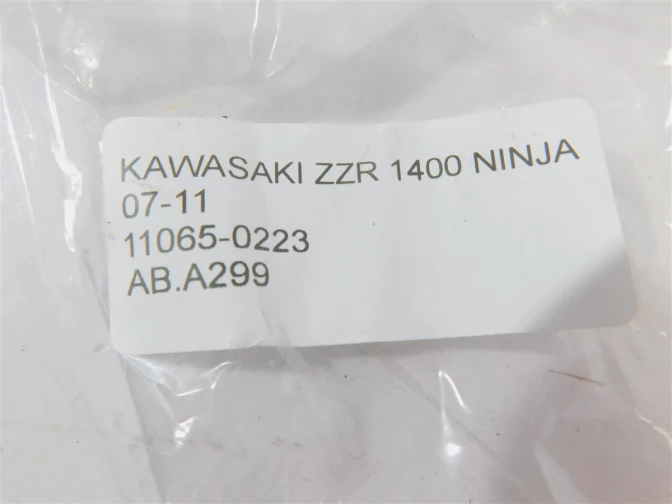 KAWASAKI ZZR 1400 NINJA
07-11
11065-0223
AB.A299